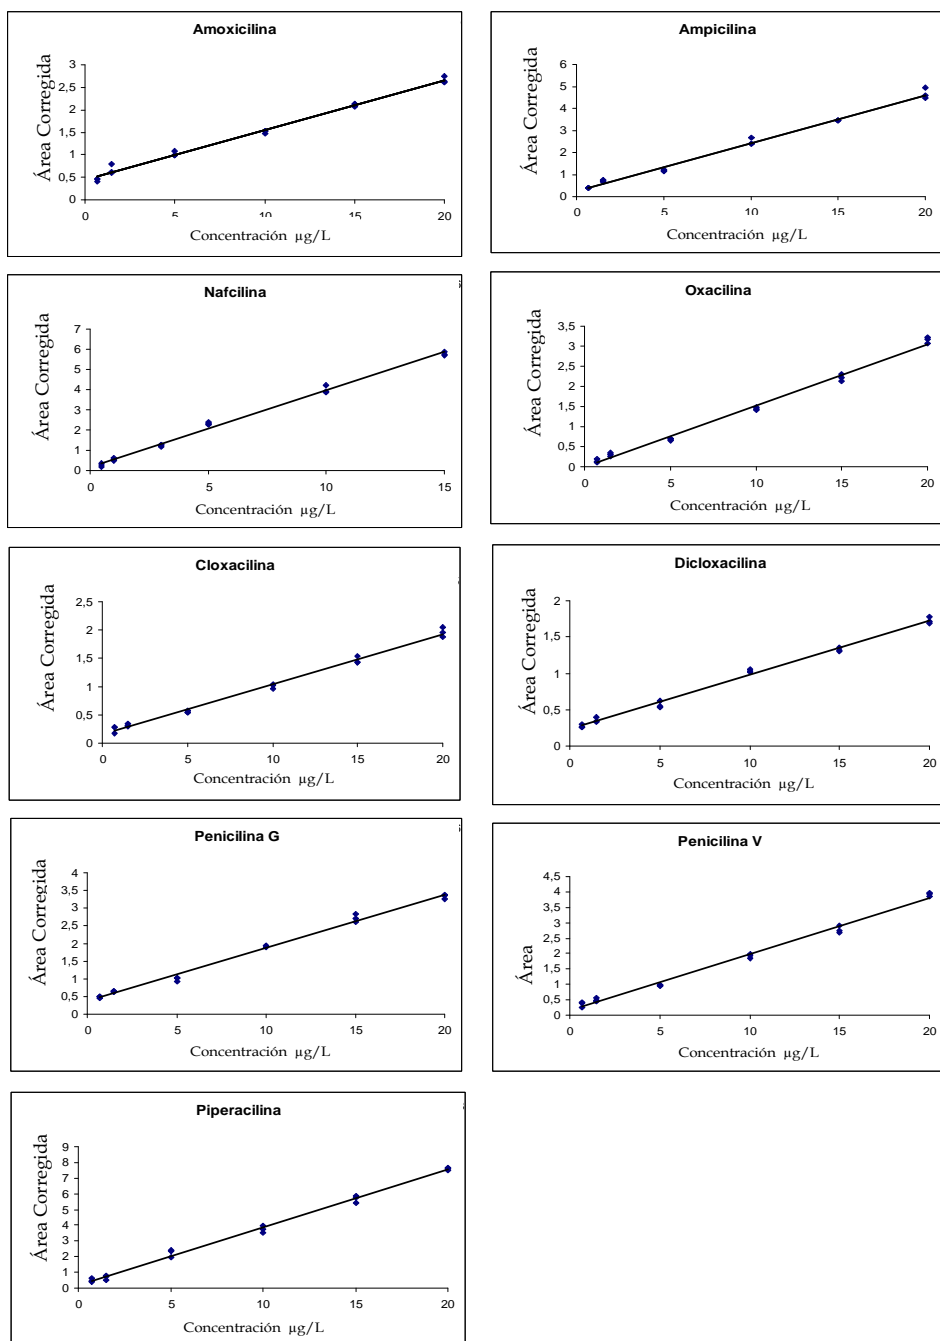 Amoxicilina
Área Corregida
3
2,5
2
1,5
1
0,5
0
0 5 10 15 20
Concentración µg/L
Ampicilina
Área Corregida
6
5
4
3
2
1
0
0 5 10 15 20
Concentración µg/L
Nafcilina
Área Corregida
7
6
5
4
3
2
1
0
0 5 10 15
Concentración µg/L
Oxacilina
Área Corregida
3,5
3
2,5
2
1,5
1
0,5
0
0 5 10 15 20
Concentración µg/L
Cloxacilina
Área Corregida
2,5
2
1,5
1
0,5
0
0 5 10 15 20
Concentración µg/L
Dicloxacilina
Área Corregida
2
1,5
1
0,5
0
0 5 10 15 20
Concentración µg/L
Penicilina G
Área Corregida
4
3,5
3
2,5
2
1,5
1
0,5
0
0 5 10 15 20
Concentración µg/L
Penicilina V
Área
4,5
4
3,5
3
2,5
2
1,5
1
0,5
0
0 5 10 15 20
Concentración µg/L
Piperacilina
Área Corregida
9
8
7
6
5
4
3
2
1
0
0 5 10 15 20
Concentración µg/L